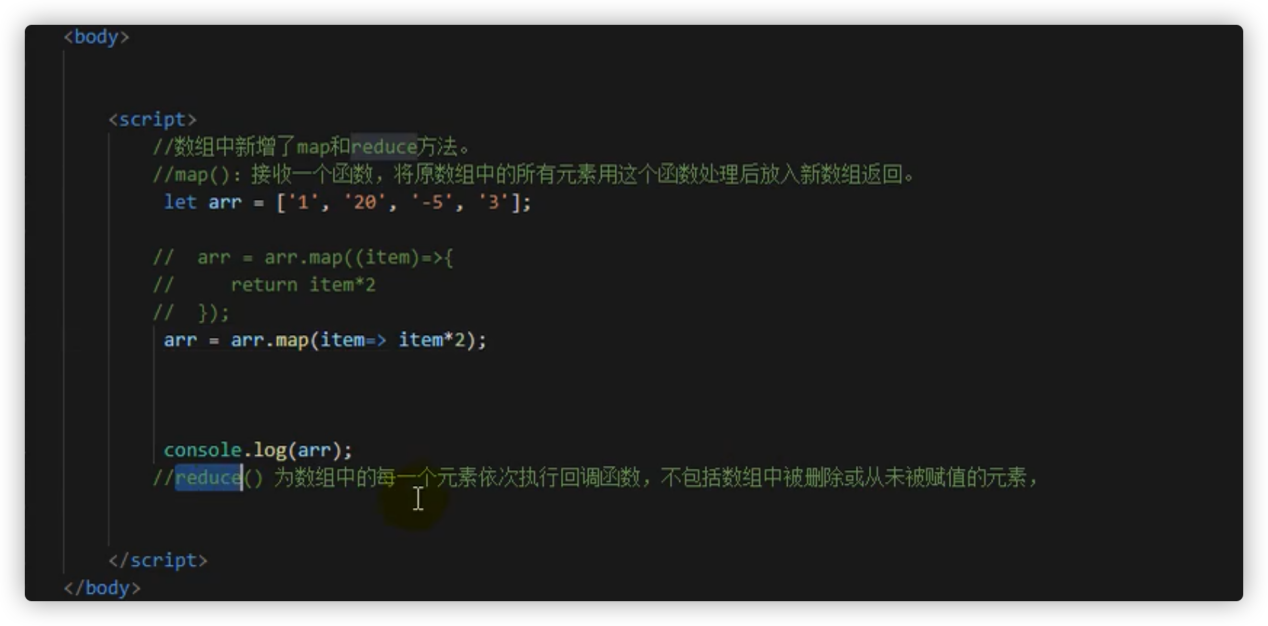 <body>
<script>
//数组中新增了map和reduce方法。
//map()：接收一个函数，将原数组中的所有元素用这个函数处理后放入新数组返回。
let arr = ['1', '20', '-5', '3'];
//  arr = arr.map((item)=>{
//     return item*2
//  });
arr = arr.map(item=> item*2);
console.log(arr);
//reduce() 为数组中的每一个元素依次执行回调函数，不包括数组中被删除或从未被赋值的元素，
</script>
</body>